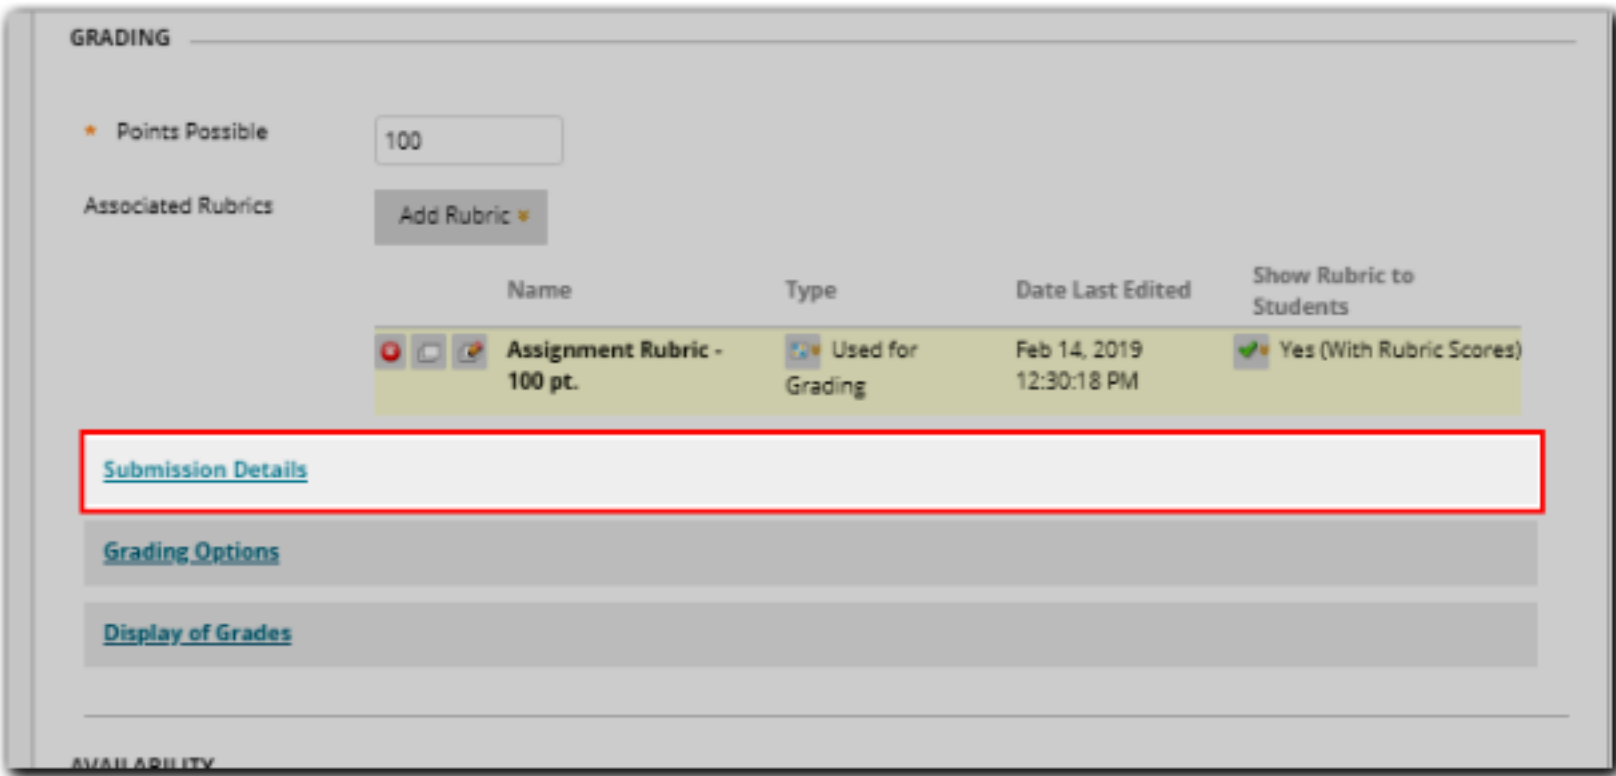 GRADING
* Points Possible
100
Associated Rubrics
Add Rubric
Name Type Date Last Edited Show Rubric to Students
Assignment Rubric - 100 pt. Used for Grading Feb 14, 2019 12:30:18 PM Yes (With Rubric Scores)
Submission Details
Grading Options
Display of Grades
AVAILABILITY